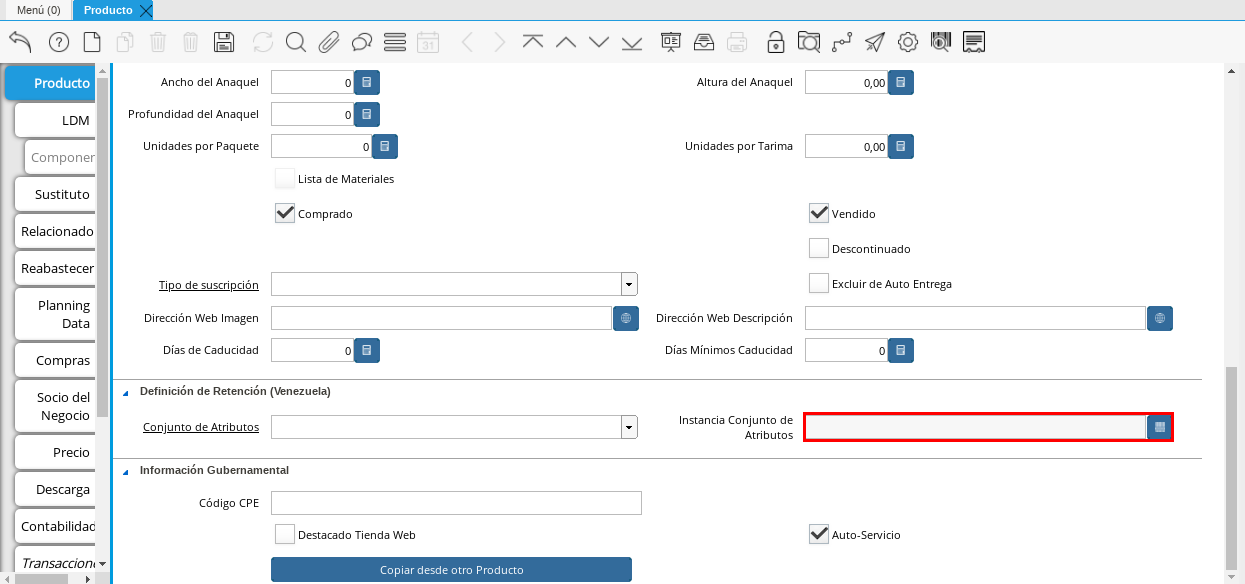 Menú (0)
Producto
31
Producto
LDM
Componer
Sustituto
Relacionado
Reabastecer
Planning
Data
Compras
Socio del
Negocio
Precio
Descarga
Contabilidad
Transaccione
Ancho del Anaquel 0
Altura del Anaquel 0,00
Profundidad del Anaquel 0
Unidades por Paquete 0
Unidades por Tarima 0,00
Lista de Materiales
Comprado
Vendido
Descontinuado
Tipo de suscripción
Excluir de Auto Entrega
Dirección Web Imagen
Dirección Web Descripción
Días de Caducidad 0
Días Mínimos Caducidad 0
Definición de Retención (Venezuela)
Conjunto de Atributos
Instancia Conjunto de
Atributos
Información Gubernamental
Código CPE
Destacado Tienda Web
Auto-Servicio
Copiar desde otro Producto